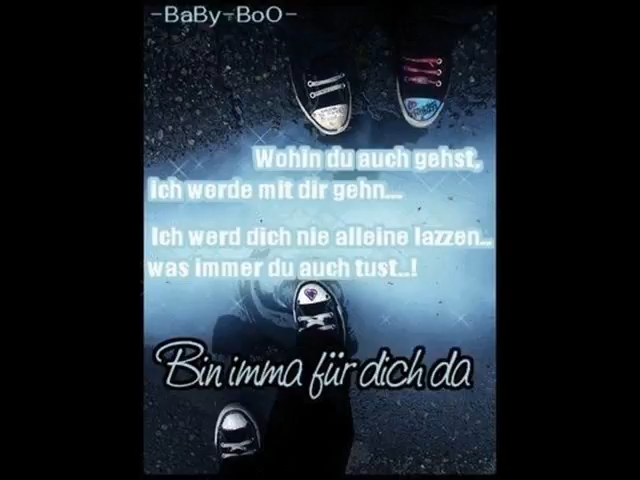 -BaBy-BoO-
Wohin du auch gehst,
Ich werde mit dir gehn...
Ich werd dich nie alleine lazzen..
was immer du auch tust..!
Bin imma für dich da